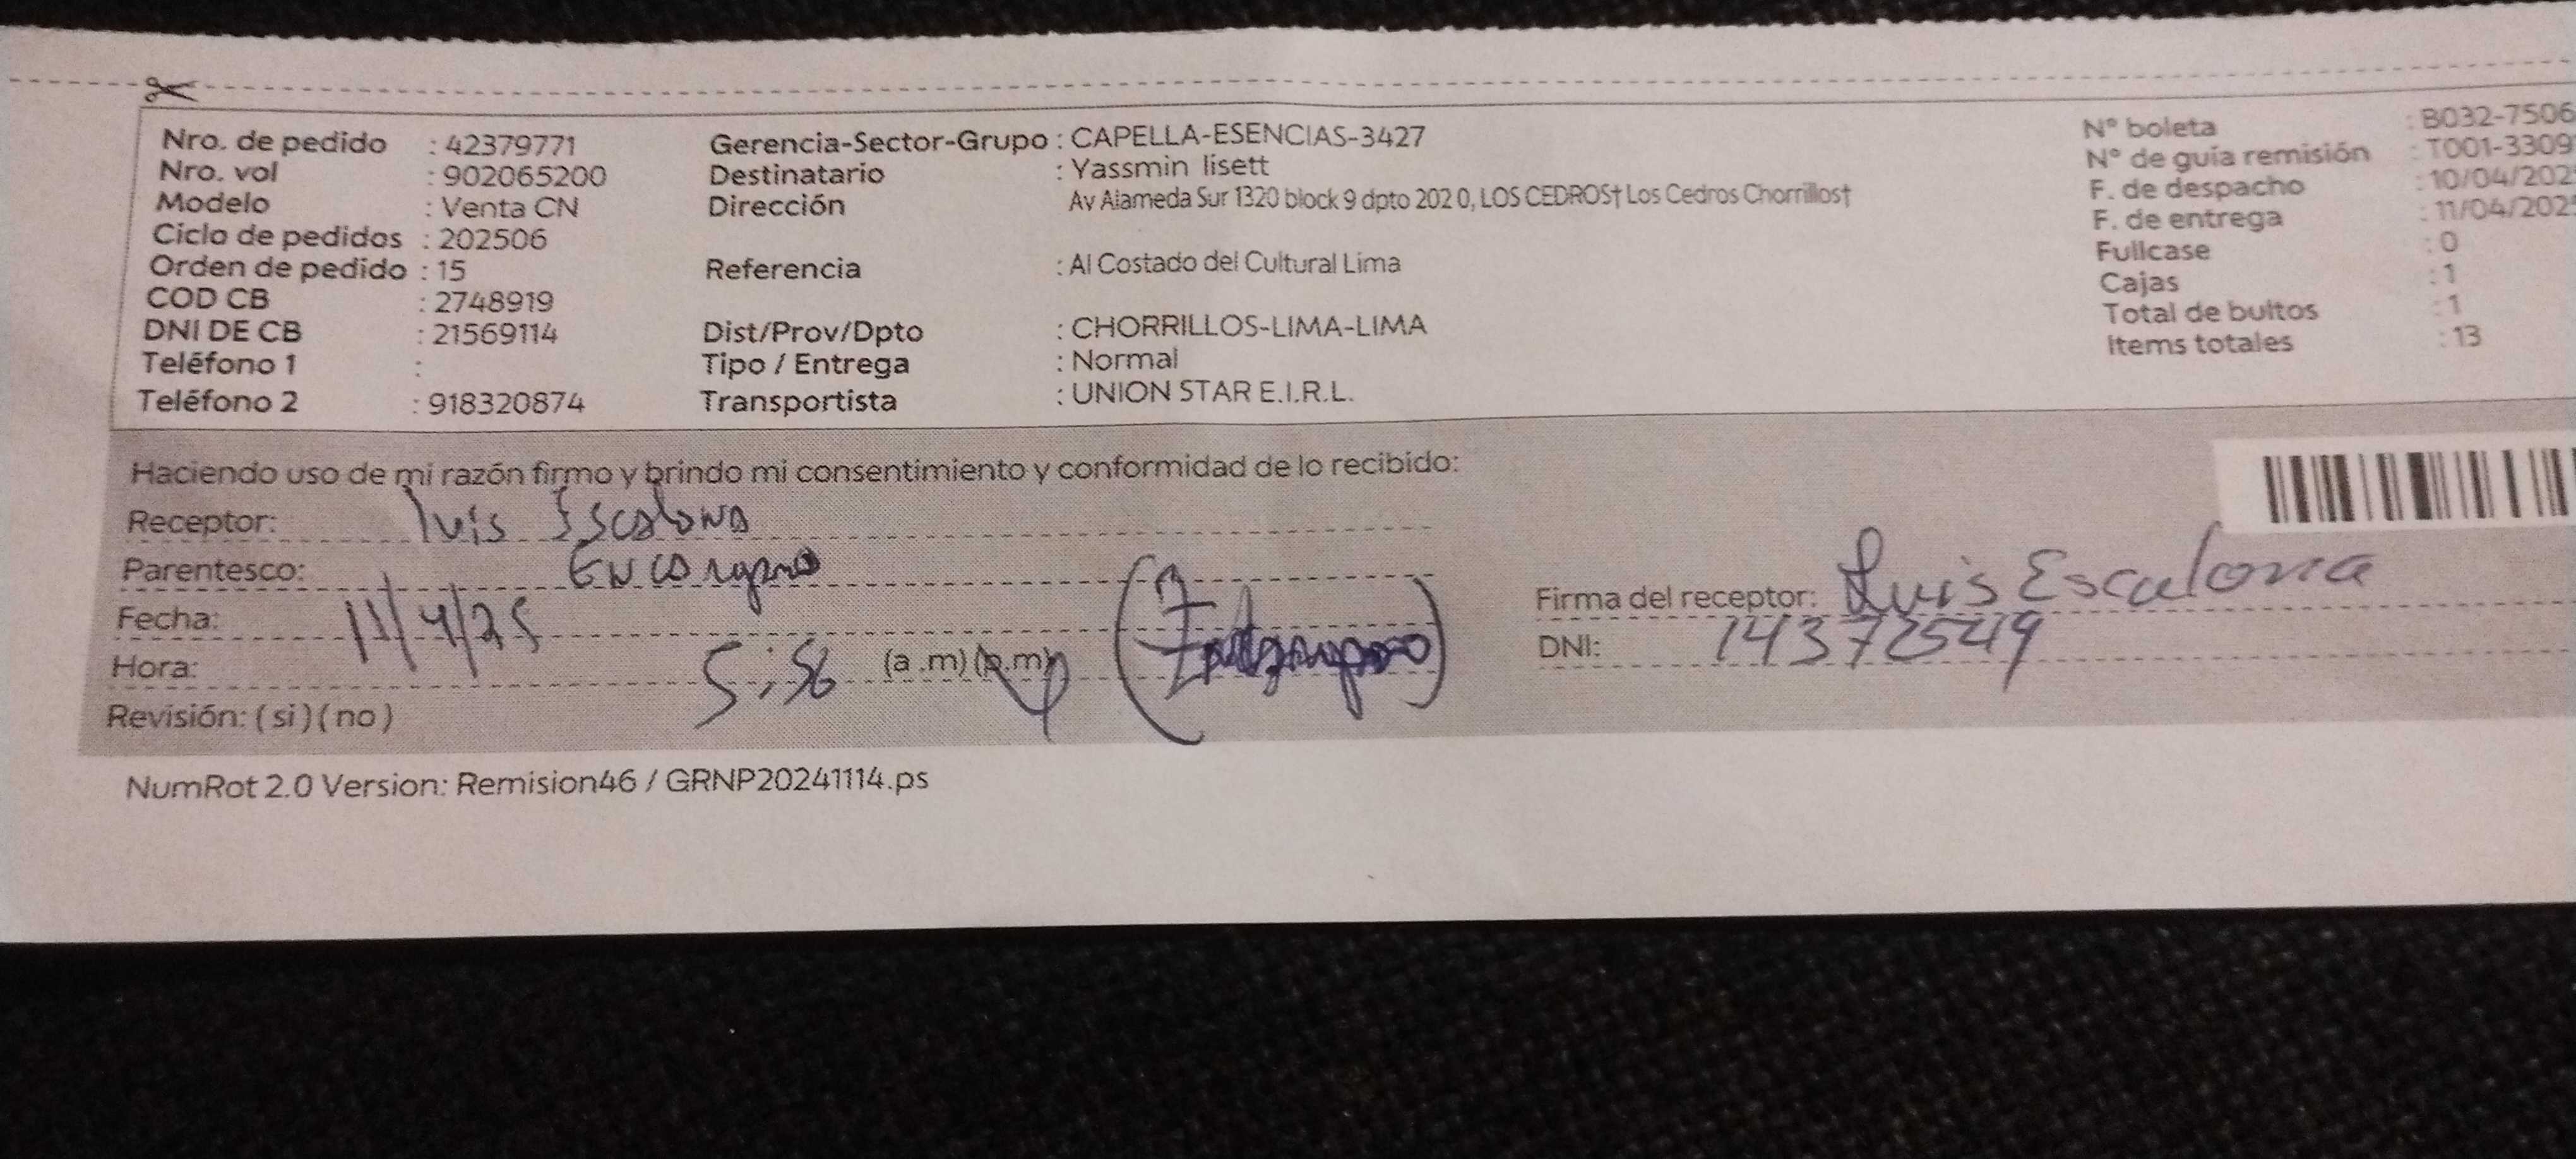 Nro. de pedido : 42379771 Gerencia-Sector-Grupo : CAPELLA-ESENCIAS-3427 N° boleta : B032-7506
Nro. vol : 902065200 Destinatario : Yassmin lisett N° de guía remisión : T001-3309
Modelo : Venta CN Dirección Av Alameda Sur 1320 block 9 dpto 202 0, LOS CEDROS† Los Cedros Chorrillos† F. de despacho : 10/04/202
Ciclo de pedidos : 202506 F. de entrega : 11/04/2025
Orden de pedido : 15 Referencia : Al Costado del Cultural Lima Fullcase : 0
COD CB : 2748919 Cajas : 1
DNI DE CB : 21569114 Dist/Prov/Dpto : CHORRILLOS-LIMA-LIMA Total de bultos : 1
Teléfono 1 : Tipo / Entrega : Normal Items totales : 13
Teléfono 2 : 918320874 Transportista : UNION STAR E.I.R.L.
Haciendo uso de mi razón firmo y brindo mi consentimiento y conformidad de lo recibido:
Receptor: luis Escalona
Parentesco:
Fecha: 11/4/25 Firma del receptor: Luis Escalona
Hora: 5:56 (a .m) (p.m) DNI: 14372549
Revisión: ( si ) ( no )
NumRot 2.0 Version: Remision46 / GRNP20241114.ps